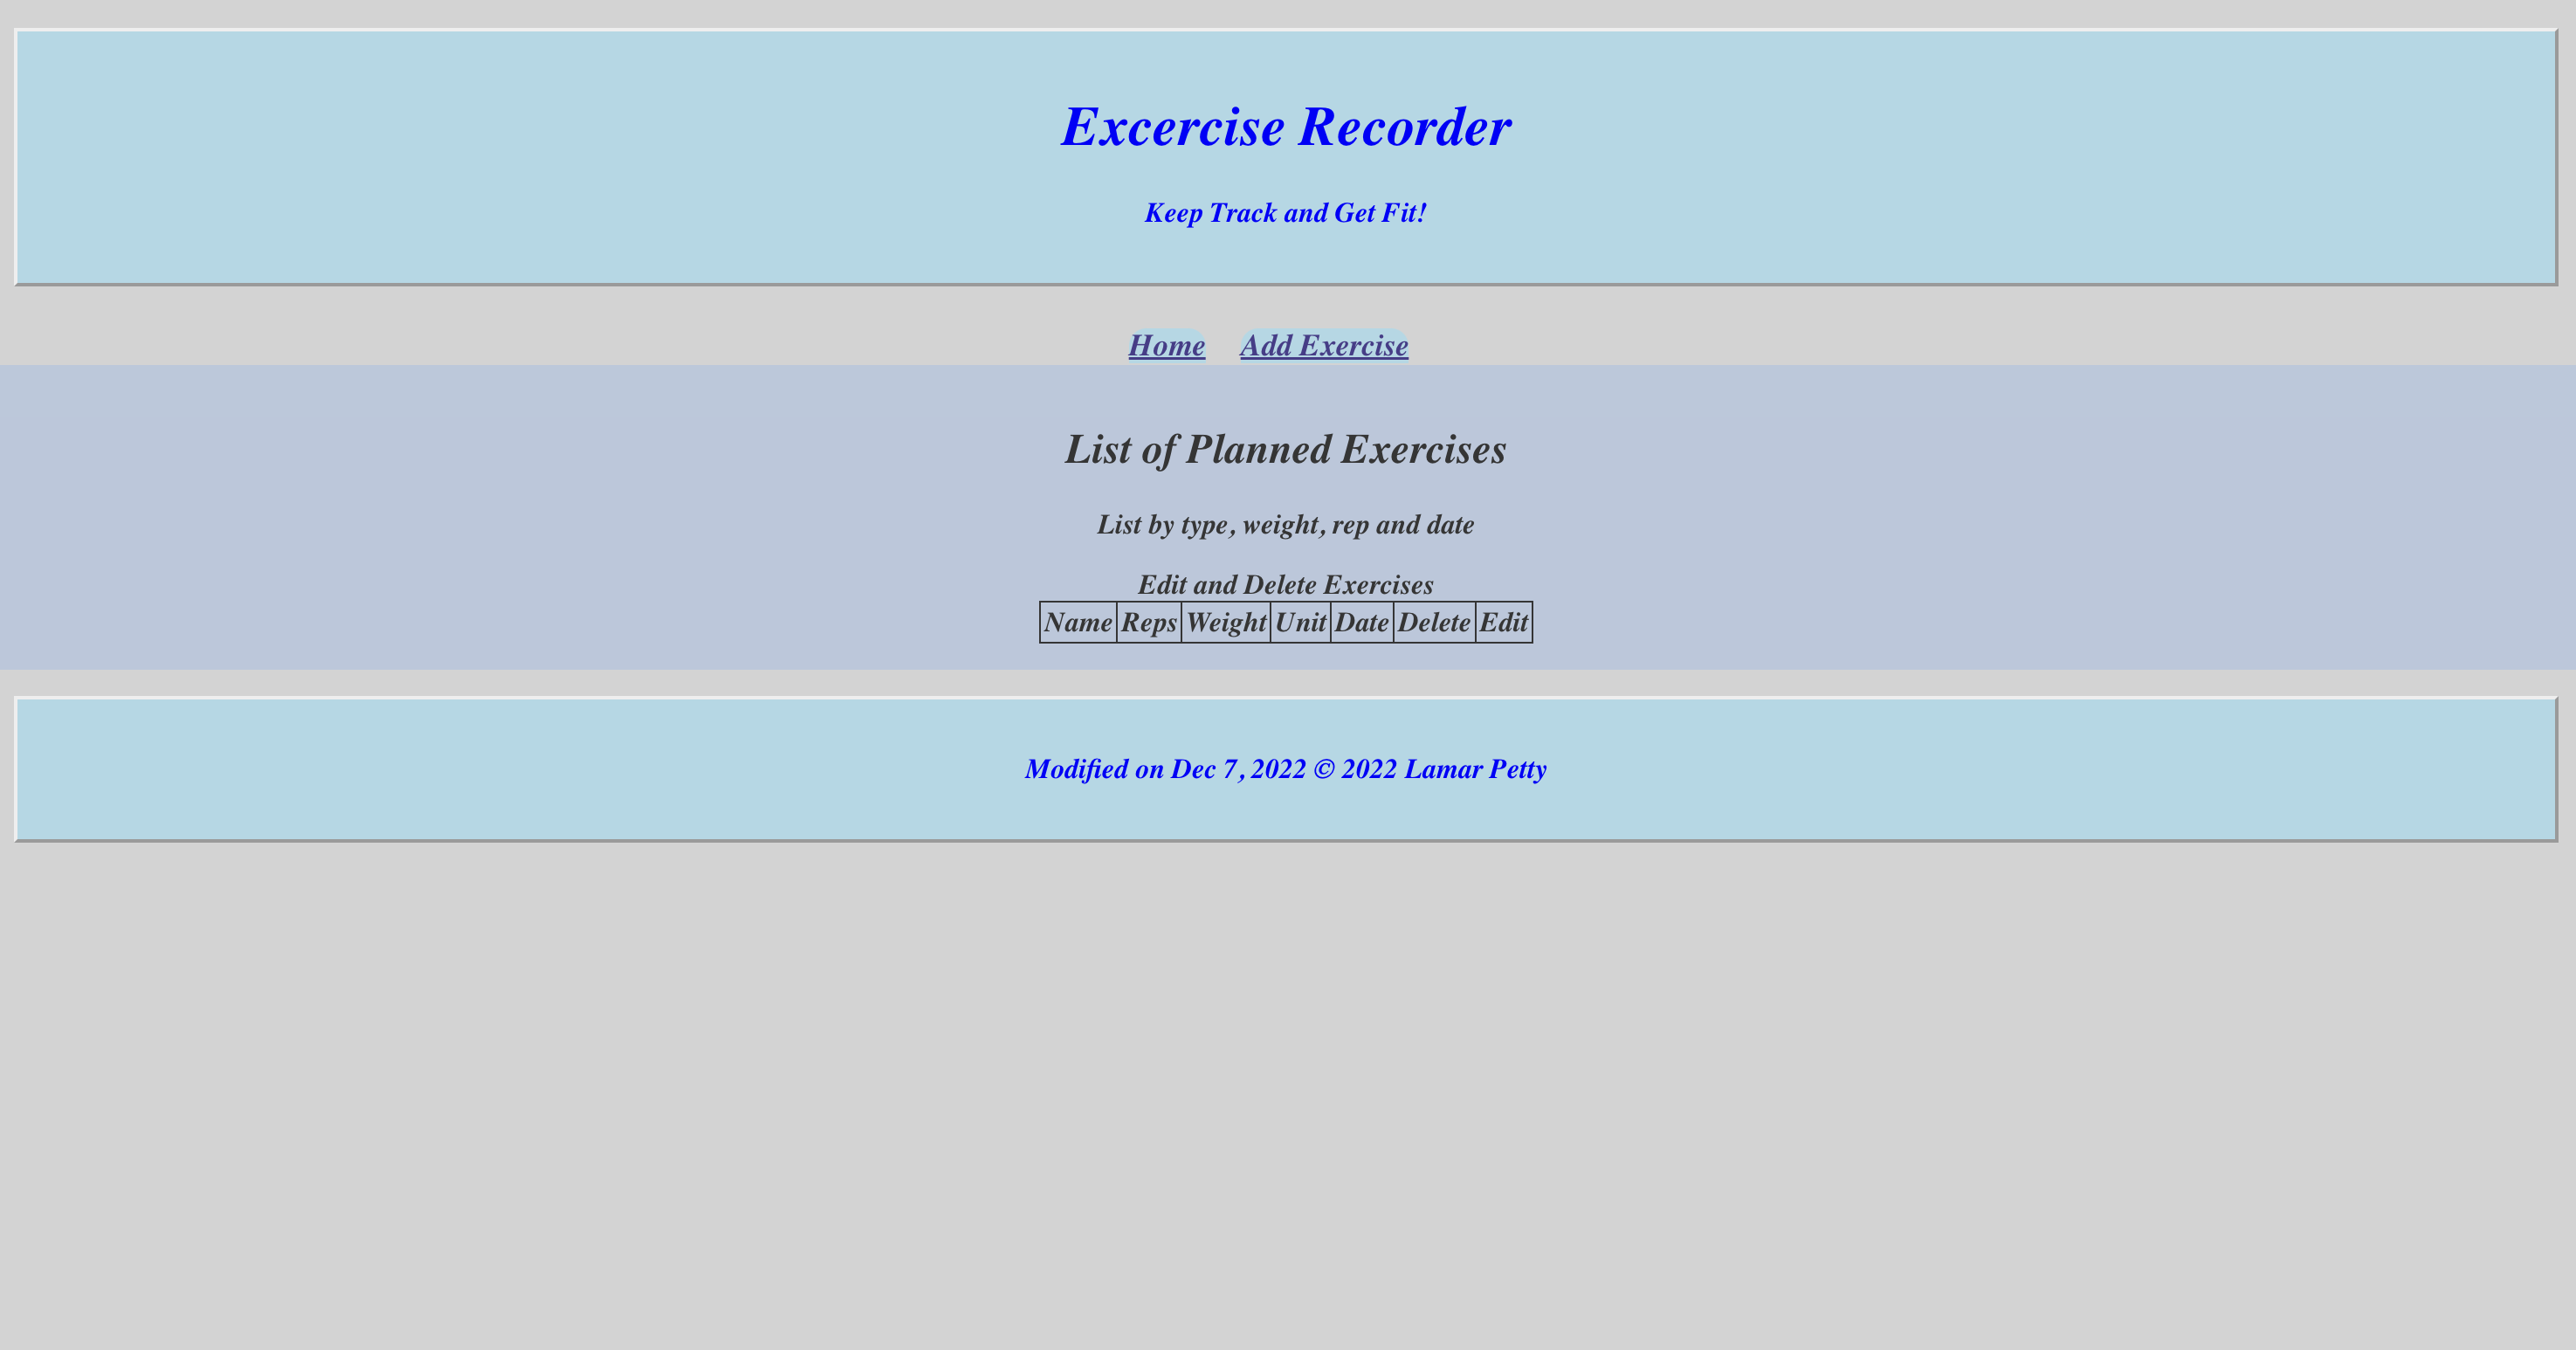 Excercise Recorder
Keep Track and Get Fit!
Home Add Exercise
List of Planned Exercises
List by type, weight, rep and date
Edit and Delete Exercises
Name Reps Weight Unit Date Delete Edit
Modified on Dec 7, 2022 © 2022 Lamar Petty